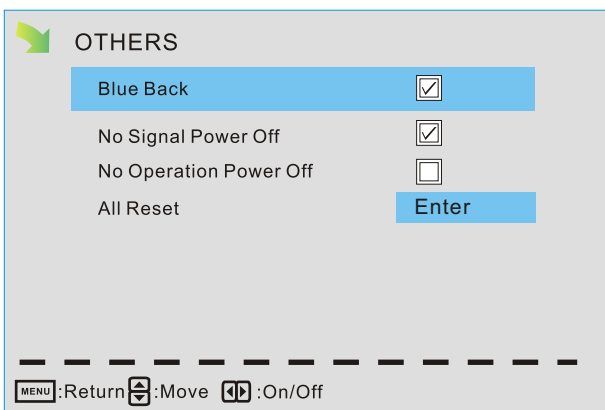 OTHERS
Blue Back
No Signal Power Off
No Operation Power Off
All Reset Enter
MENU :Return :Move :On/Off